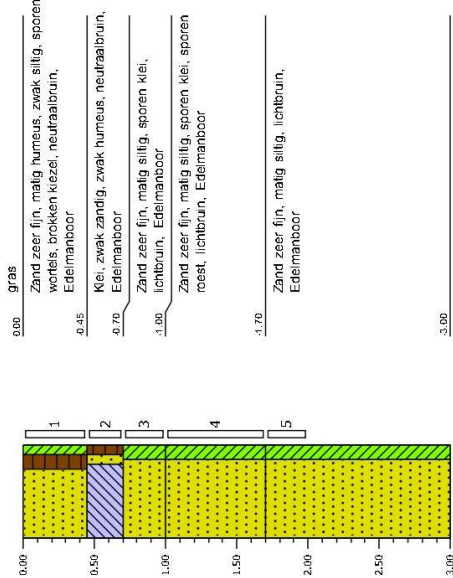 gras
0.00
Zand zeer fijn, matig humeus, zwak siltig, sporen
wortels, brokken kiezel, neutraalbruin,
Edelmanboor
-0.45
Klei, zwak zandig, zwak humeus, neutraalbruin,
Edelmanboor
-0.70
Zand zeer fijn, matig siltig, sporen klei,
lichtbruin, Edelmanboor
-1.00
Zand zeer fijn, matig siltig, sporen klei, sporen
roest, lichtbruin, Edelmanboor
-1.70
Zand zeer fijn, matig siltig, lichtbruin,
Edelmanboor
-3.00
1
2
3
4
5
0.00
0.50
1.00
1.50
2.00
2.50
3.00